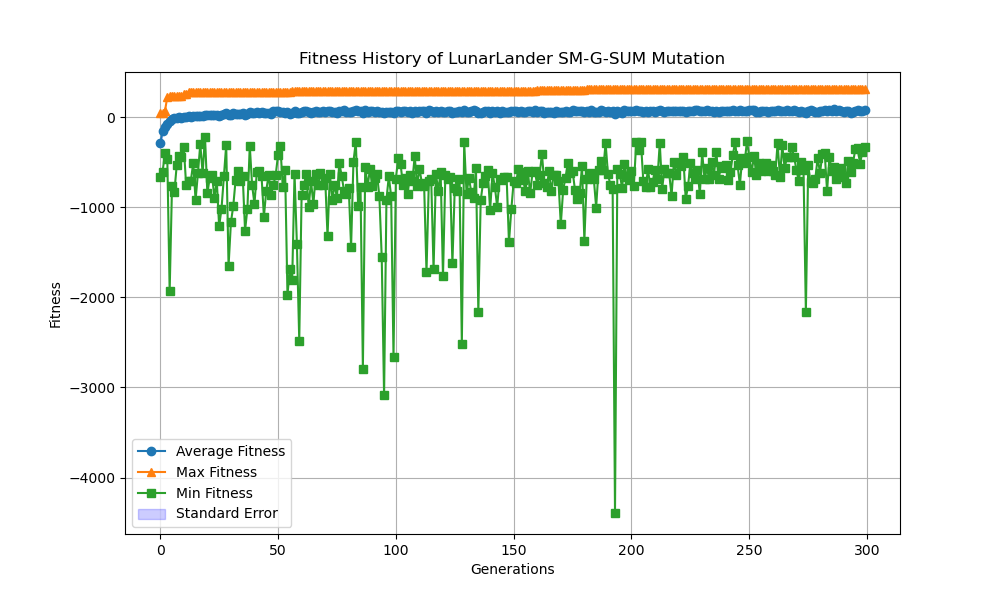 Fitness History of LunarLander SM-G-SUM Mutation
Fitness
0
−1000
−2000
−3000
−4000
Average Fitness
Max Fitness
Min Fitness
Standard Error
0 50 100 150 200 250 300
Generations